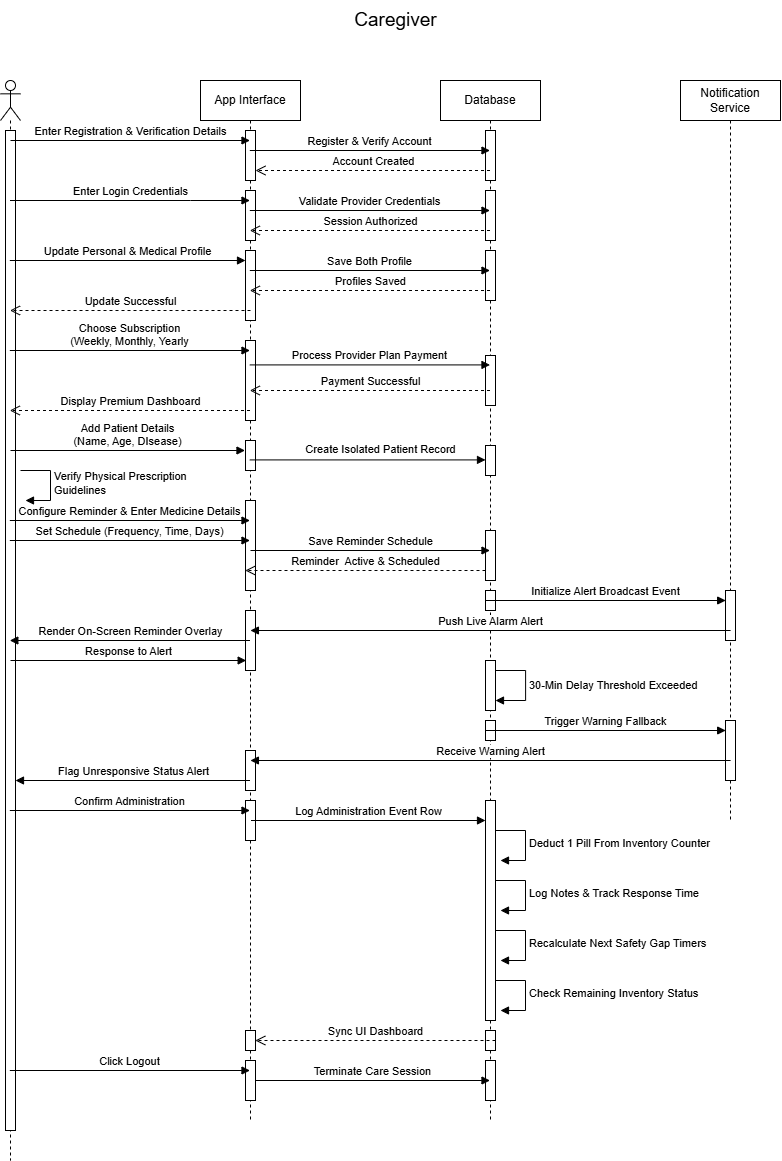 Caregiver
App Interface
Database
Notification
Service
Enter Registration & Verification Details
Register & Verify Account
Account Created
Enter Login Credentials
Validate Provider Credentials
Session Authorized
Update Personal & Medical Profile
Save Both Profile
Profiles Saved
Update Successful
Choose Subscription
(Weekly, Monthly, Yearly
Process Provider Plan Payment
Payment Successful
Display Premium Dashboard
Add Patient Details
(Name, Age, DIsease)
Create Isolated Patient Record
Verify Physical Prescription
Guidelines
Configure Reminder & Enter Medicine Details
Set Schedule (Frequency, Time, Days)
Save Reminder Schedule
Reminder  Active & Scheduled
Initialize Alert Broadcast Event
Push Live Alarm Alert
Render On-Screen Reminder Overlay
Response to Alert
30-Min Delay Threshold Exceeded
Trigger Warning Fallback
Receive Warning Alert
Flag Unresponsive Status Alert
Confirm Administration
Log Administration Event Row
Deduct 1 Pill From Inventory Counter
Log Notes & Track Response Time
Recalculate Next Safety Gap Timers
Check Remaining Inventory Status
Sync UI Dashboard
Click Logout
Terminate Care Session